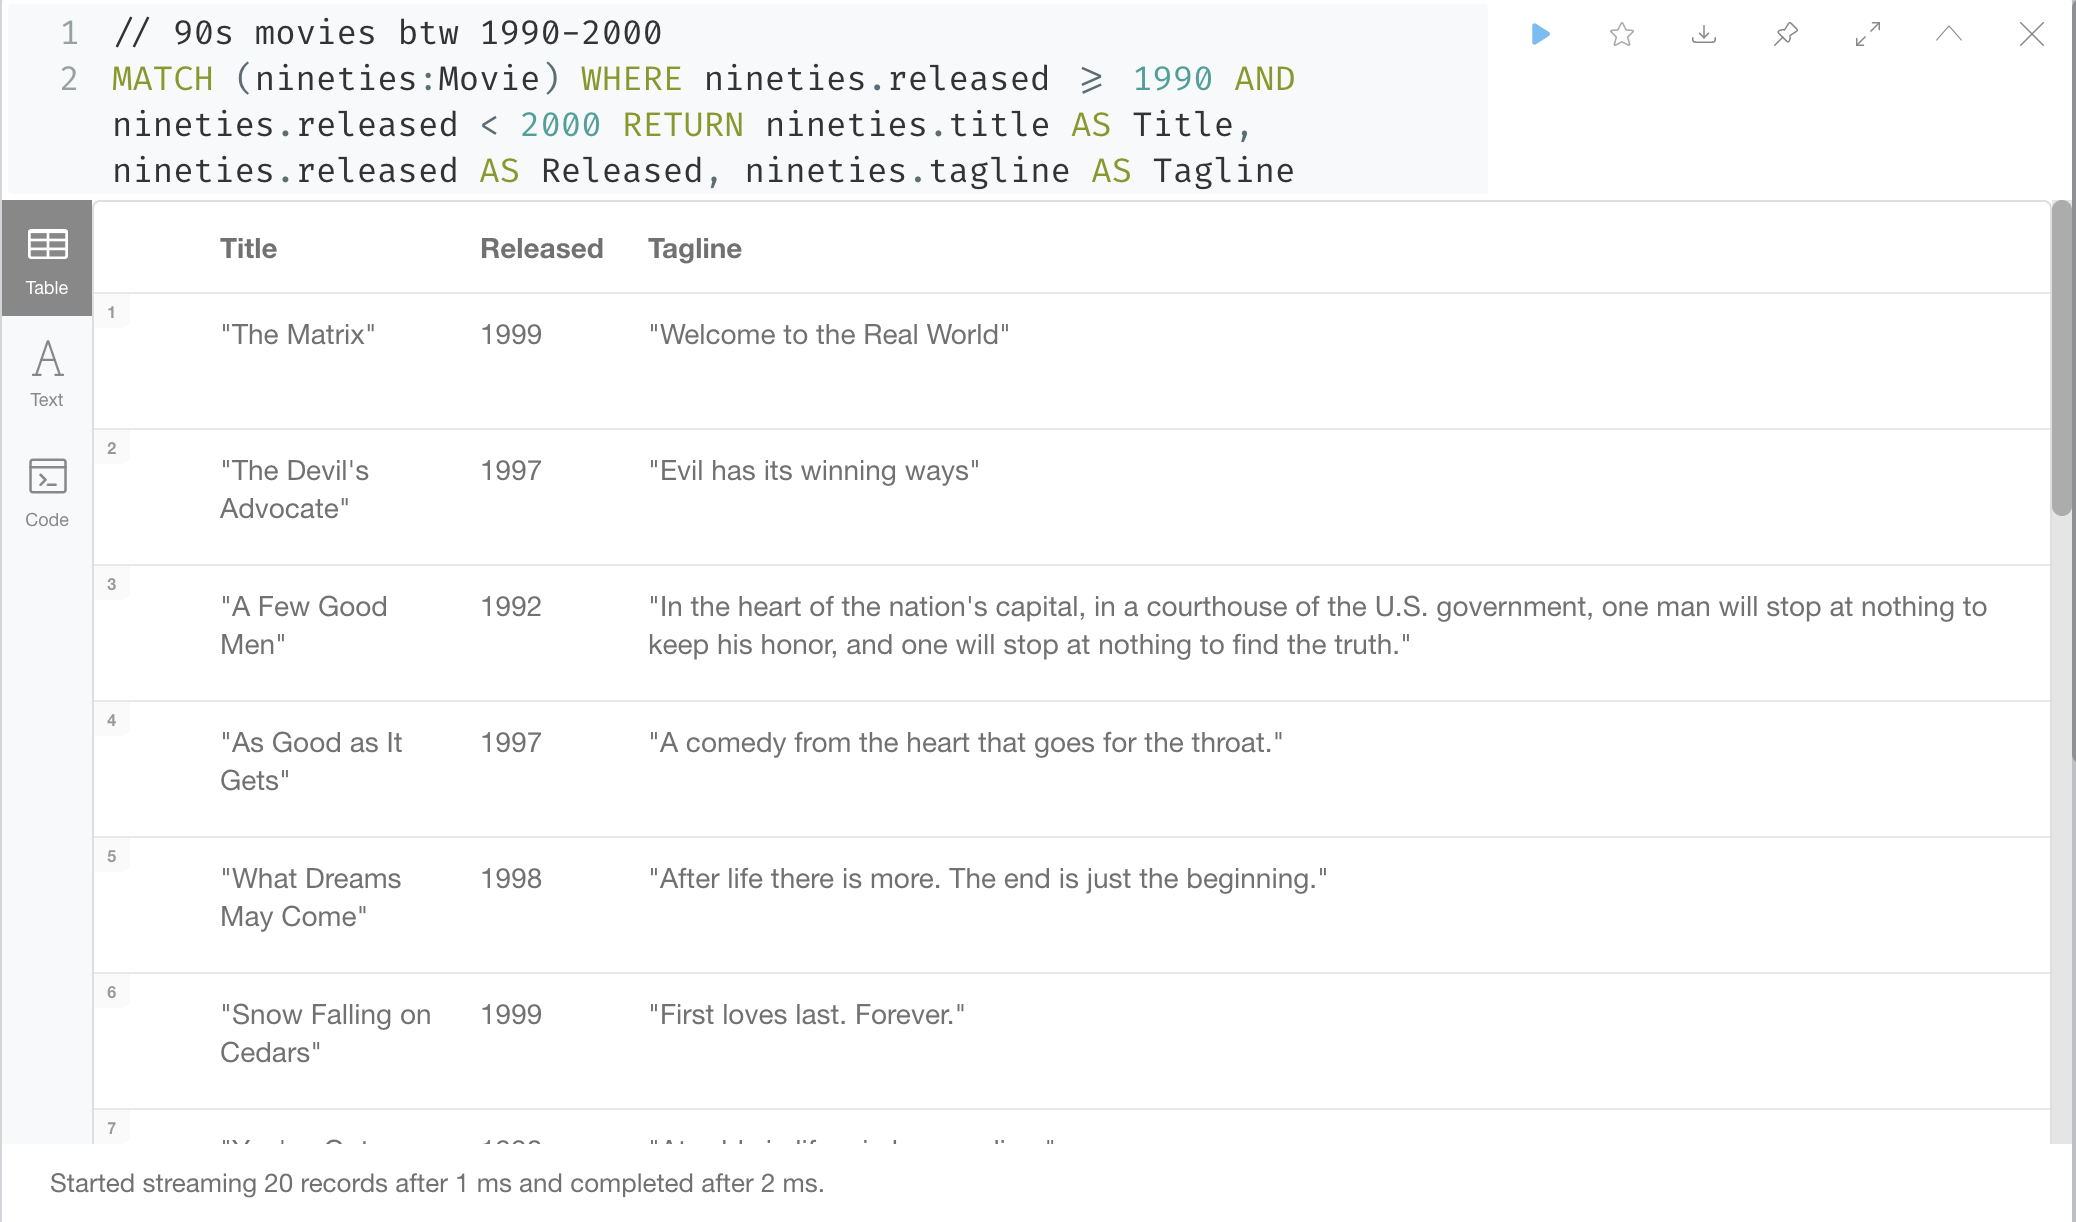 1 // 90s movies btw 1990-2000
2 MATCH (nineties:Movie) WHERE nineties.released >= 1990 AND
nineties.released < 2000 RETURN nineties.title AS Title,
nineties.released AS Released, nineties.tagline AS Tagline
Table
Text
Code
Title Released Tagline
1
"The Matrix" 1999 "Welcome to the Real World"
2
"The Devil's 1997 "Evil has its winning ways"
Advocate"
3
"A Few Good 1992 "In the heart of the nation's capital, in a courthouse of the U.S. government, one man will stop at nothing to
Men" keep his honor, and one will stop at nothing to find the truth."
4
"As Good as It 1997 "A comedy from the heart that goes for the throat."
Gets"
5
"What Dreams 1998 "After life there is more. The end is just the beginning."
May Come"
6
"Snow Falling on 1999 "First loves last. Forever."
Cedars"
7
Started streaming 20 records after 1 ms and completed after 2 ms.